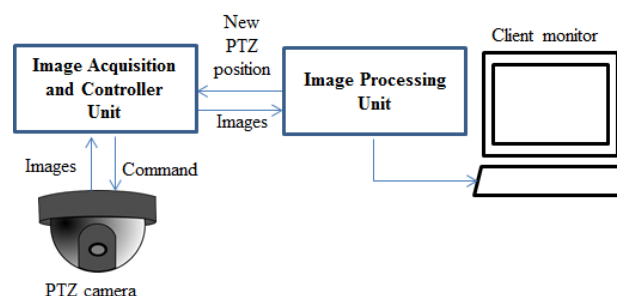 New
PTZ
position
Client monitor
Image Acquisition
and Controller
Unit
Image Processing
Unit
Images
Images
Command
PTZ camera